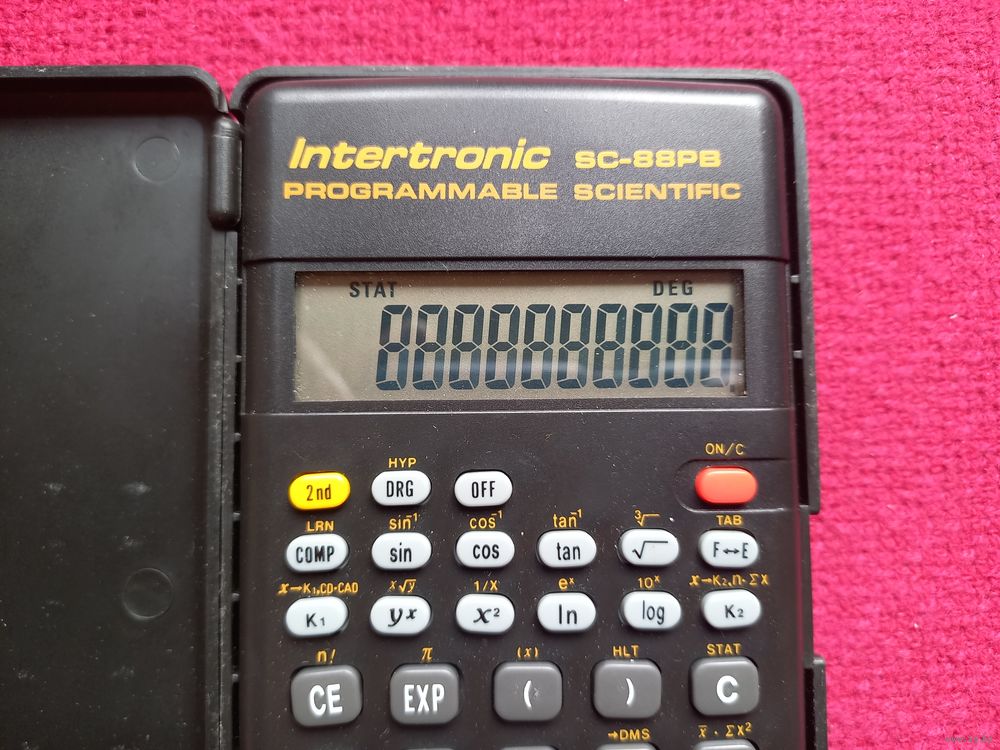 Intertronic SC-88PB
PROGRAMMABLE SCIENTIFIC
STAT DEG
8888888888
ON/C
HYP
2nd DRG OFF
LRN sin⁻¹ cos⁻¹ tan⁻¹ ³√ TAB
COMP sin cos tan √ F↔E
x→K₁,CD·CAD ˣ√y 1/X eˣ 10ˣ x→K₂,n·ΣX
K₁ yˣ x² ln log K₂
n! π (x) HLT STAT
CE EXP ( ) C
→DMS x̄·ΣX²